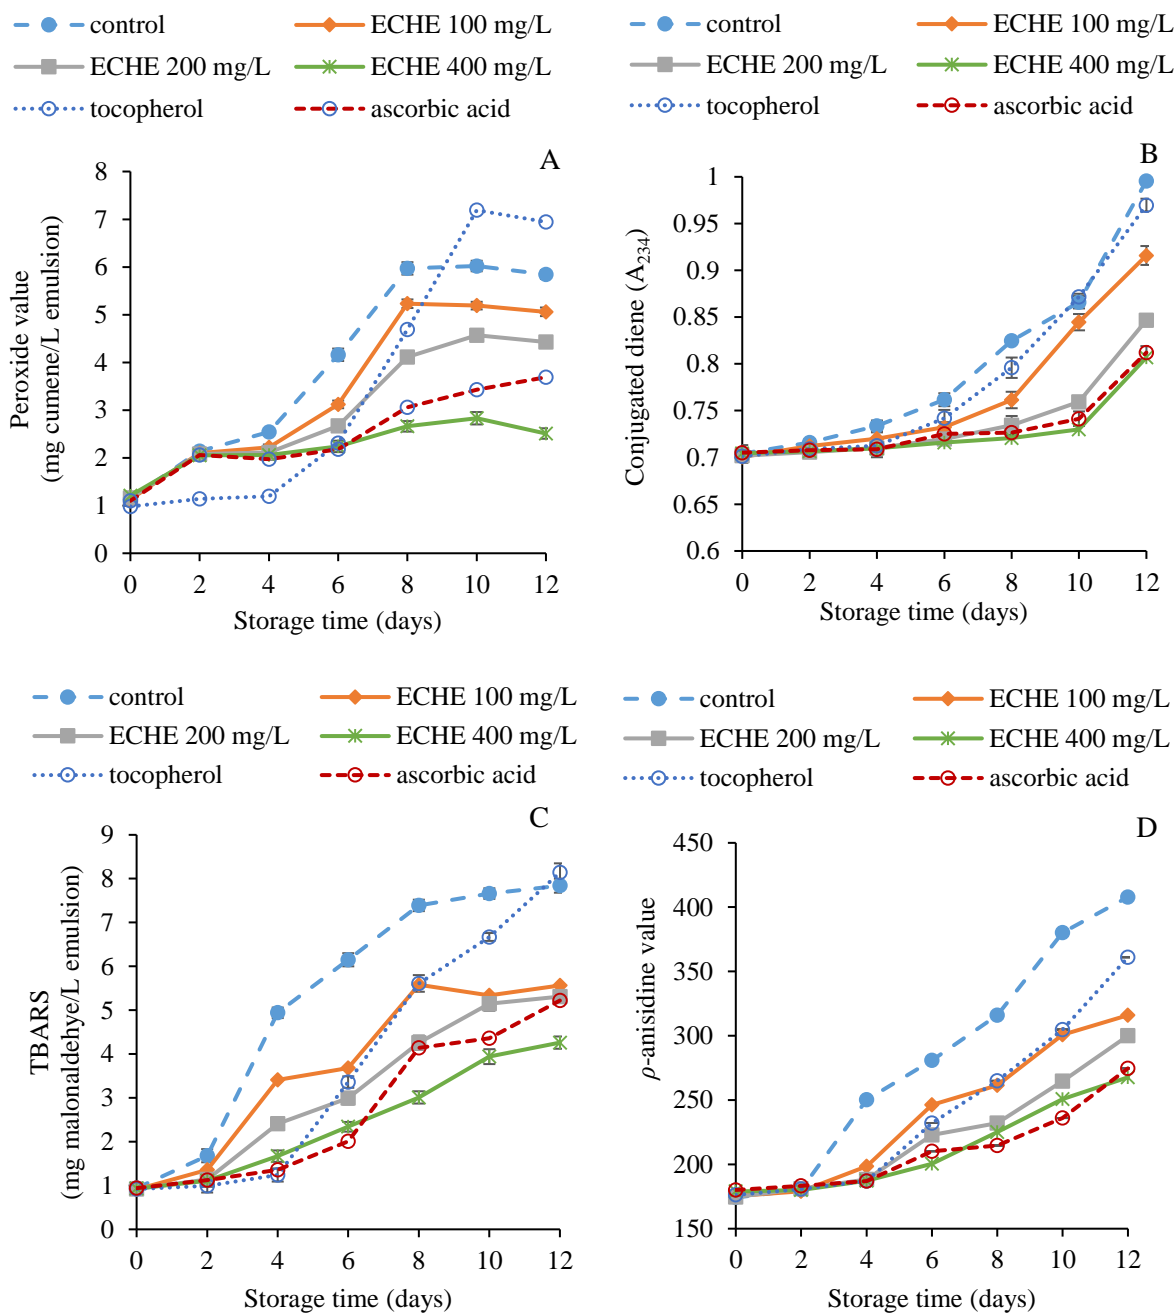 control
ECHE 100 mg/L
ECHE 200 mg/L
ECHE 400 mg/L
tocopherol
ascorbic acid
A
Peroxide value
(mg cumene/L emulsion)
8
7
6
5
4
3
2
1
0
0 2 4 6 8 10 12
Storage time (days)
control
ECHE 100 mg/L
ECHE 200 mg/L
ECHE 400 mg/L
tocopherol
ascorbic acid
B
Conjugated diene (A₂₃₄)
1
0.95
0.9
0.85
0.8
0.75
0.7
0.65
0.6
0 2 4 6 8 10 12
Storage time (days)
control
ECHE 100 mg/L
ECHE 200 mg/L
ECHE 400 mg/L
tocopherol
ascorbic acid
C
TBARS
(mg malonaldehye/L emulsion)
9
8
7
6
5
4
3
2
1
0
0 2 4 6 8 10 12
Storage time (days)
control
ECHE 100 mg/L
ECHE 200 mg/L
ECHE 400 mg/L
tocopherol
ascorbic acid
D
ρ-anisidine value
450
400
350
300
250
200
150
0 2 4 6 8 10 12
Storage time (days)